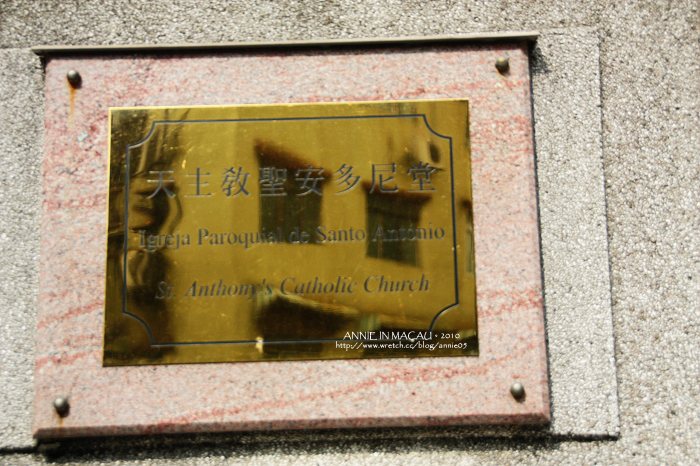 天主教聖安多尼堂
Igreja Paroquial de Santo António
St. Anthony's Catholic Church
ANNIE IN MACAU · 2010
http://www.wretch.cc/blog/annie05